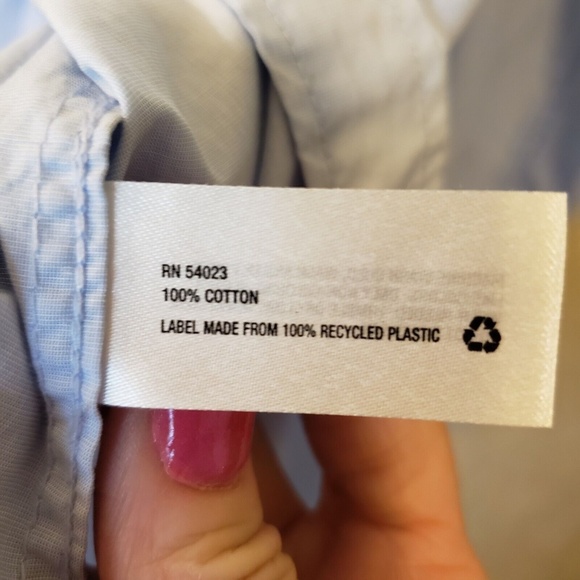 RN 54023
100% COTTON
LABEL MADE FROM 100% RECYCLED PLASTIC